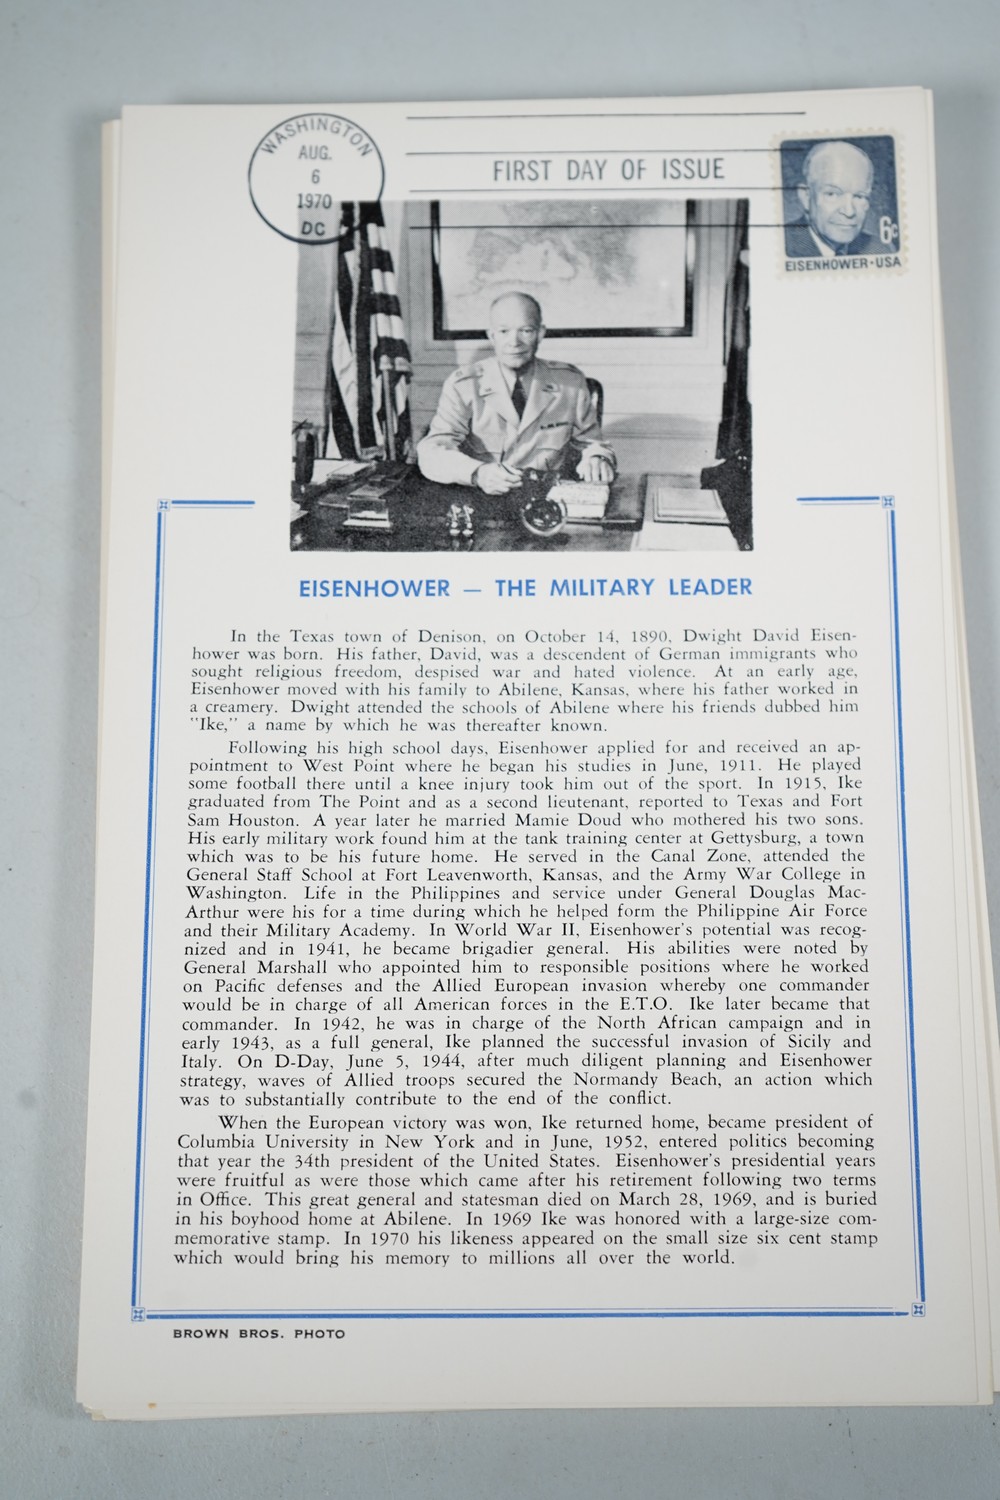 WASHINGTON
AUG.
6
1970
DC
FIRST DAY OF ISSUE
6c
EISENHOWER·USA
EISENHOWER — THE MILITARY LEADER
In the Texas town of Denison, on October 14, 1890, Dwight David Eisen-
hower was born. His father, David, was a descendent of German immigrants who
sought religious freedom, despised war and hated violence. At an early age,
Eisenhower moved with his family to Abilene, Kansas, where his father worked in
a creamery. Dwight attended the schools of Abilene where his friends dubbed him
"Ike," a name by which he was thereafter known.
Following his high school days, Eisenhower applied for and received an ap-
pointment to West Point where he began his studies in June, 1911. He played
some football there until a knee injury took him out of the sport. In 1915, Ike
graduated from The Point and as a second lieutenant, reported to Texas and Fort
Sam Houston. A year later he married Mamie Doud who mothered his two sons.
His early military work found him at the tank training center at Gettysburg, a town
which was to be his future home. He served in the Canal Zone, attended the
General Staff School at Fort Leavenworth, Kansas, and the Army War College in
Washington. Life in the Philippines and service under General Douglas Mac-
Arthur were his for a time during which he helped form the Philippine Air Force
and their Military Academy. In World War II, Eisenhower's potential was recog-
nized and in 1941, he became brigadier general. His abilities were noted by
General Marshall who appointed him to responsible positions where he worked
on Pacific defenses and the Allied European invasion whereby one commander
would be in charge of all American forces in the E.T.O. Ike later became that
commander. In 1942, he was in charge of the North African campaign and in
early 1943, as a full general, Ike planned the successful invasion of Sicily and
Italy. On D-Day, June 5, 1944, after much diligent planning and Eisenhower
strategy, waves of Allied troops secured the Normandy Beach, an action which
was to substantially contribute to the end of the conflict.
When the European victory was won, Ike returned home, became president of
Columbia University in New York and in June, 1952, entered politics becoming
that year the 34th president of the United States. Eisenhower's presidential years
were fruitful as were those which came after his retirement following two terms
in Office. This great general and statesman died on March 28, 1969, and is buried
in his boyhood home at Abilene. In 1969 Ike was honored with a large-size com-
memorative stamp. In 1970 his likeness appeared on the small size six cent stamp
which would bring his memory to millions all over the world.
BROWN BROS. PHOTO